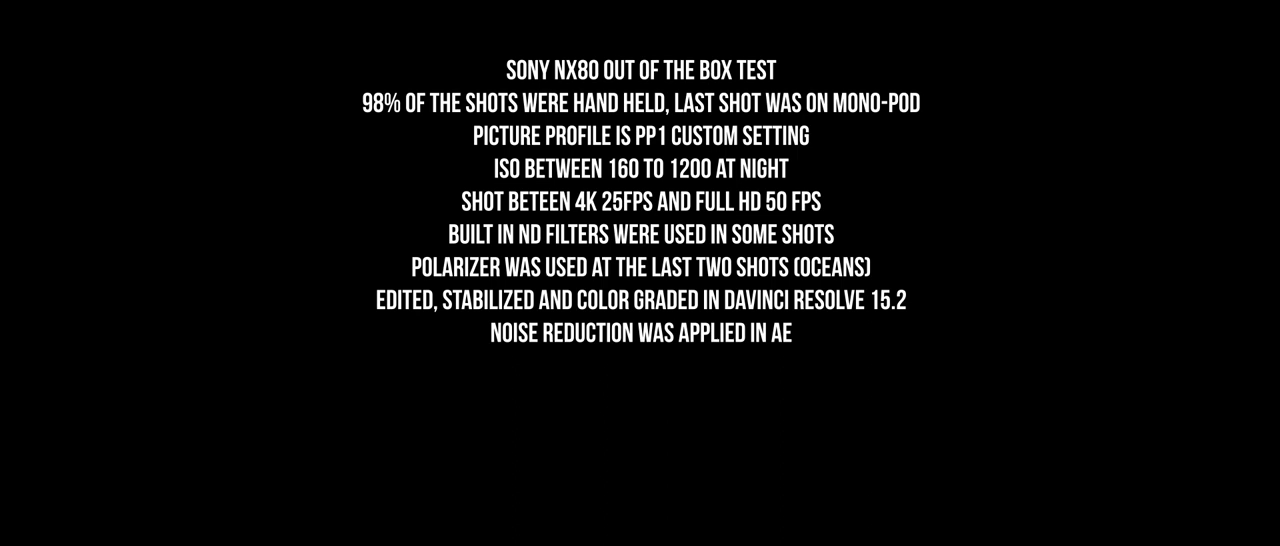 SONY NX80 OUT OF THE BOX TEST
98% OF THE SHOTS WERE HAND HELD, LAST SHOT WAS ON MONO-POD
PICTURE PROFILE IS PP1 CUSTOM SETTING
ISO BETWEEN 160 TO 1200 AT NIGHT
SHOT BETEEN 4K 25FPS AND FULL HD 50 FPS
BUILT IN ND FILTERS WERE USED IN SOME SHOTS
POLARIZER WAS USED AT THE LAST TWO SHOTS (OCEANS)
EDITED, STABILIZED AND COLOR GRADED IN DAVINCI RESOLVE 15.2
NOISE REDUCTION WAS APPLIED IN AE